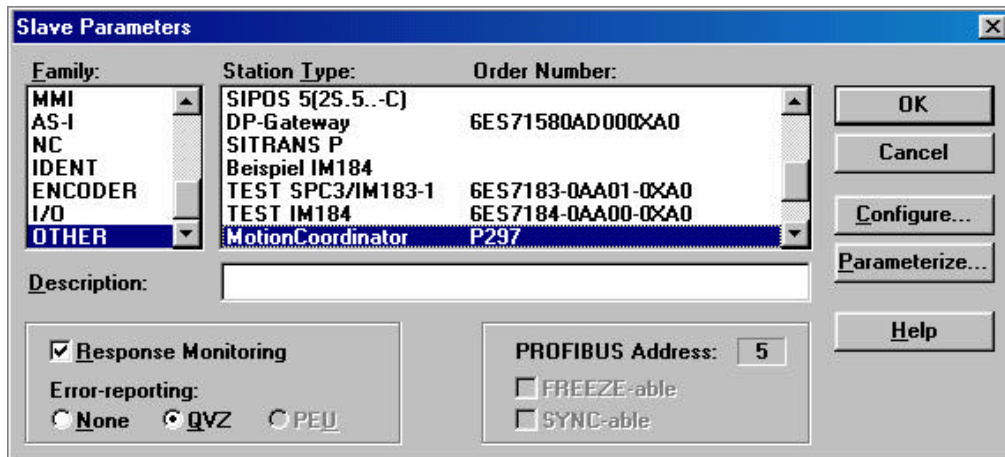 Slave Parameters
Family:
Station Type:
Order Number:
MMI
AS-I
NC
IDENT
ENCODER
I/O
OTHER
SIPOS 5(2S.5..-C)
DP-Gateway 6ES71580AD000XA0
SITRANS P
Beispiel IM184
TEST SPC3/IM183-1 6ES7183-0AA01-0XA0
TEST IM184 6ES7184-0AA00-0XA0
MotionCoordinator P297
OK
Cancel
Configure...
Parameterize...
Help
Description:
Response Monitoring
Error-reporting:
None QVZ PEU
PROFIBUS Address: 5
FREEZE-able
SYNC-able